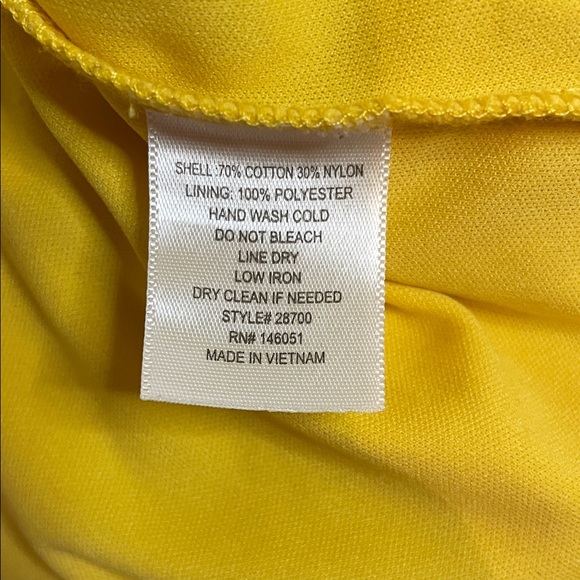 SHELL :70% COTTON 30% NYLON
LINING: 100% POLYESTER
HAND WASH COLD
DO NOT BLEACH
LINE DRY
LOW IRON
DRY CLEAN IF NEEDED
STYLE# 28700
RN# 146051
MADE IN VIETNAM